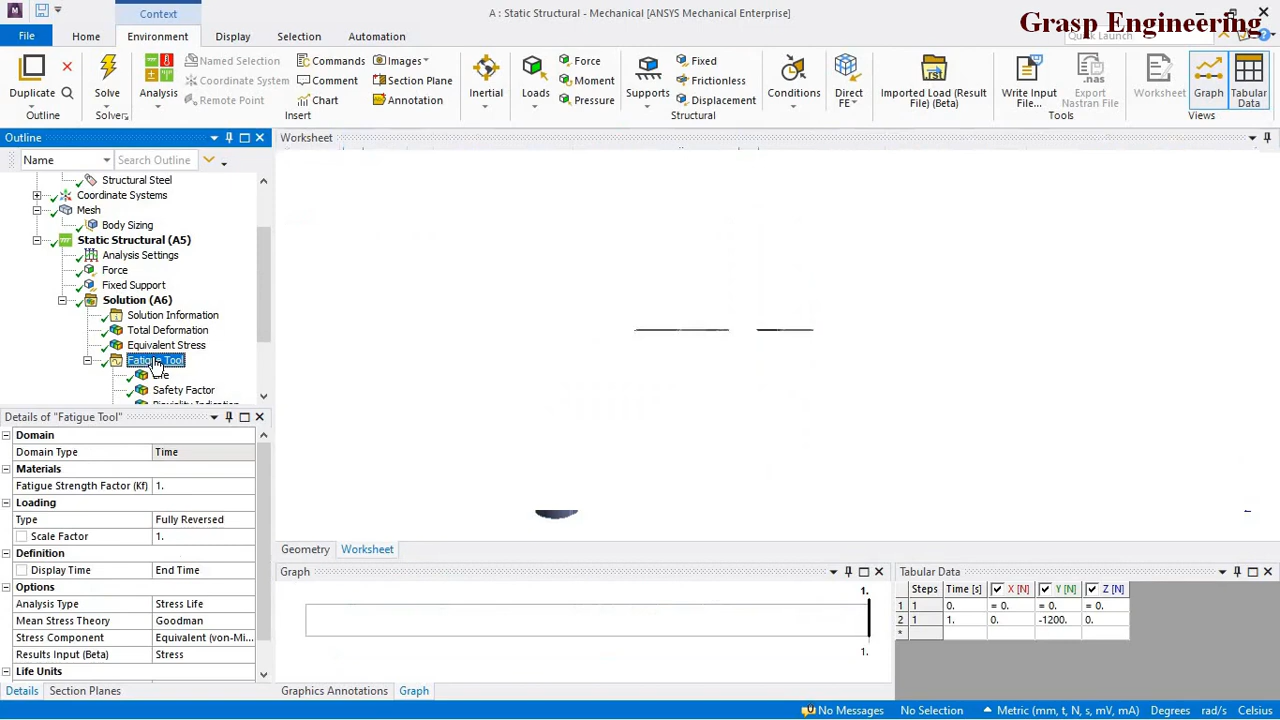 Context
A : Static Structural - Mechanical [ANSYS Mechanical Enterprise]
Grasp Engineering
File Home Environment Display Selection Automation
Quick Launch
Duplicate
Outline
Solve
Solvers
Analysis
Named Selection
Coordinate System
Remote Point
Commands
Comment
Chart
Images
Section Plane
Annotation
Insert
Inertial
Loads
Force
Moment
Pressure
Supports
Fixed
Frictionless
Displacement
Structural
Conditions
Direct FE
Imported Load (Result File) (Beta)
Write Input File...
Export Nastran File
Tools
Worksheet
Graph
Tabular Data
Views
Outline
Name
Search Outline
Structural Steel
Coordinate Systems
Mesh
Body Sizing
Static Structural (A5)
Analysis Settings
Force
Fixed Support
Solution (A6)
Solution Information
Total Deformation
Equivalent Stress
Fatigue Tool
Safety Factor
Details of "Fatigue Tool"
Domain
Domain Type Time
Materials
Fatigue Strength Factor (Kf) 1.
Loading
Type Fully Reversed
Scale Factor 1.
Definition
Display Time End Time
Options
Analysis Type Stress Life
Mean Stress Theory Goodman
Stress Component Equivalent (von-Mi...
Results Input (Beta) Stress
Life Units
Details Section Planes
Worksheet
Geometry Worksheet
Graph
1.
1.
Graphics Annotations Graph
Tabular Data
Steps Time [s] X [N] Y [N] Z [N]
1 1 0. = 0. = 0. = 0.
2 1 1. 0. -1200. 0.
*
No Messages No Selection Metric (mm, t, N, s, mV, mA) Degrees rad/s Celsius